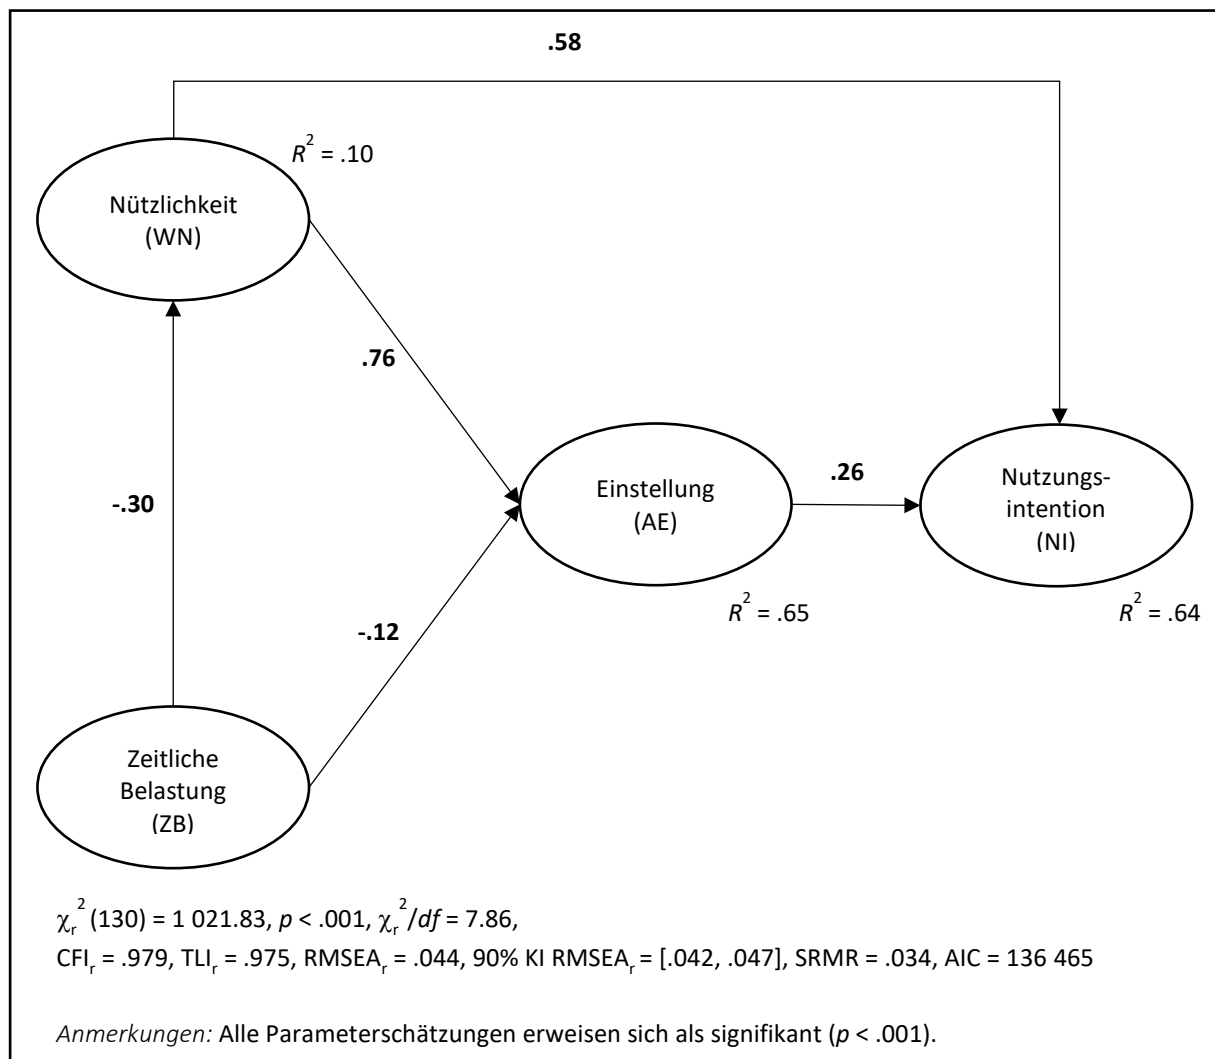 .58
R² = .10
Nützlichkeit
(WN)
.76
-.30
Einstellung
(AE)
.26
Nutzungs-
intention
(NI)
R² = .65
R² = .64
-.12
Zeitliche
Belastung
(ZB)
χᵣ² (130) = 1 021.83, p < .001, χᵣ²/df = 7.86,
CFIᵣ = .979, TLIᵣ = .975, RMSEAᵣ = .044, 90% KI RMSEAᵣ = [.042, .047], SRMR = .034, AIC = 136 465
Anmerkungen: Alle Parameterschätzungen erweisen sich als signifikant (p < .001).